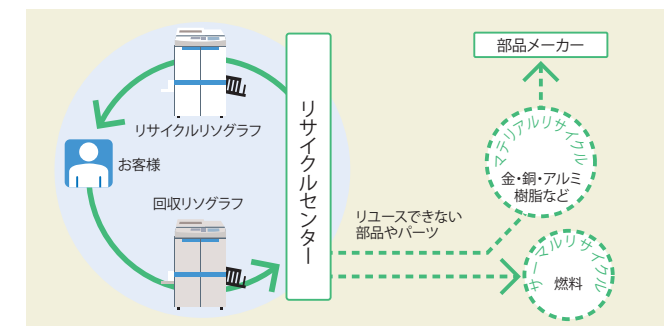 部品メーカー
リサイクルリソグラフ
お客様
回収リソグラフ
リサイクルセンター
リユースできない
部品やパーツ
マテリアルリサイクル
金・銅・アルミ
樹脂など
サーマルリサイクル
燃料